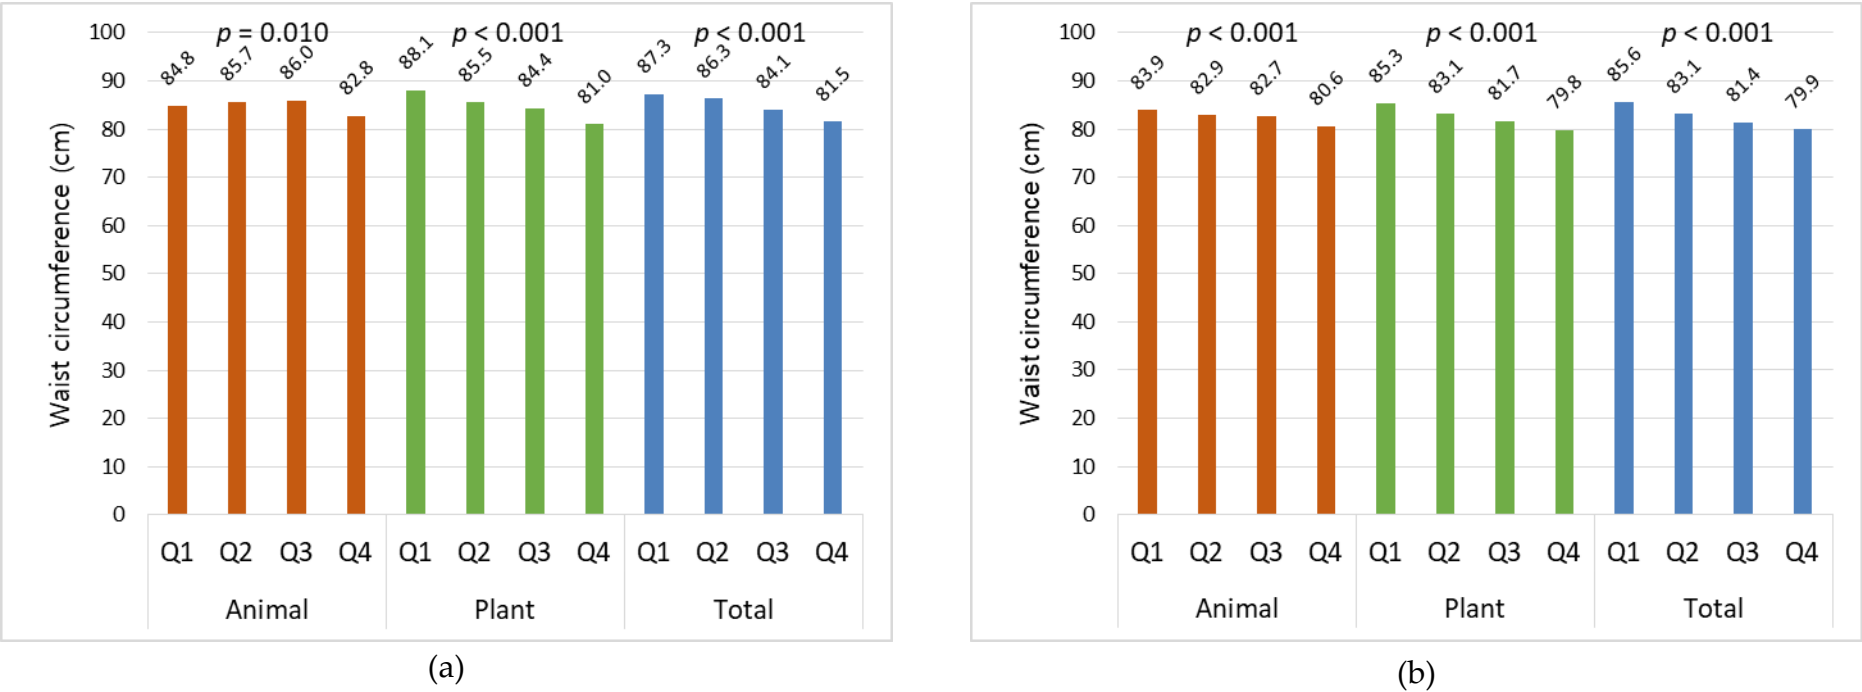 p = 0.010 p < 0.001 p < 0.001
84.8 85.7 86.0 82.8 88.1 85.5 84.4 81.0 87.3 86.3 84.1 81.5
100
90
80
70
60
50
40
30
20
10
0
Waist circumference (cm)
Q1 Q2 Q3 Q4 Q1 Q2 Q3 Q4 Q1 Q2 Q3 Q4
Animal Plant Total
(a)
p < 0.001 p < 0.001 p < 0.001
83.9 82.9 82.7 80.6 85.3 83.1 81.7 79.8 85.6 83.1 81.4 79.9
100
90
80
70
60
50
40
30
20
10
0
Waist circumference (cm)
Q1 Q2 Q3 Q4 Q1 Q2 Q3 Q4 Q1 Q2 Q3 Q4
Animal Plant Total
(b)